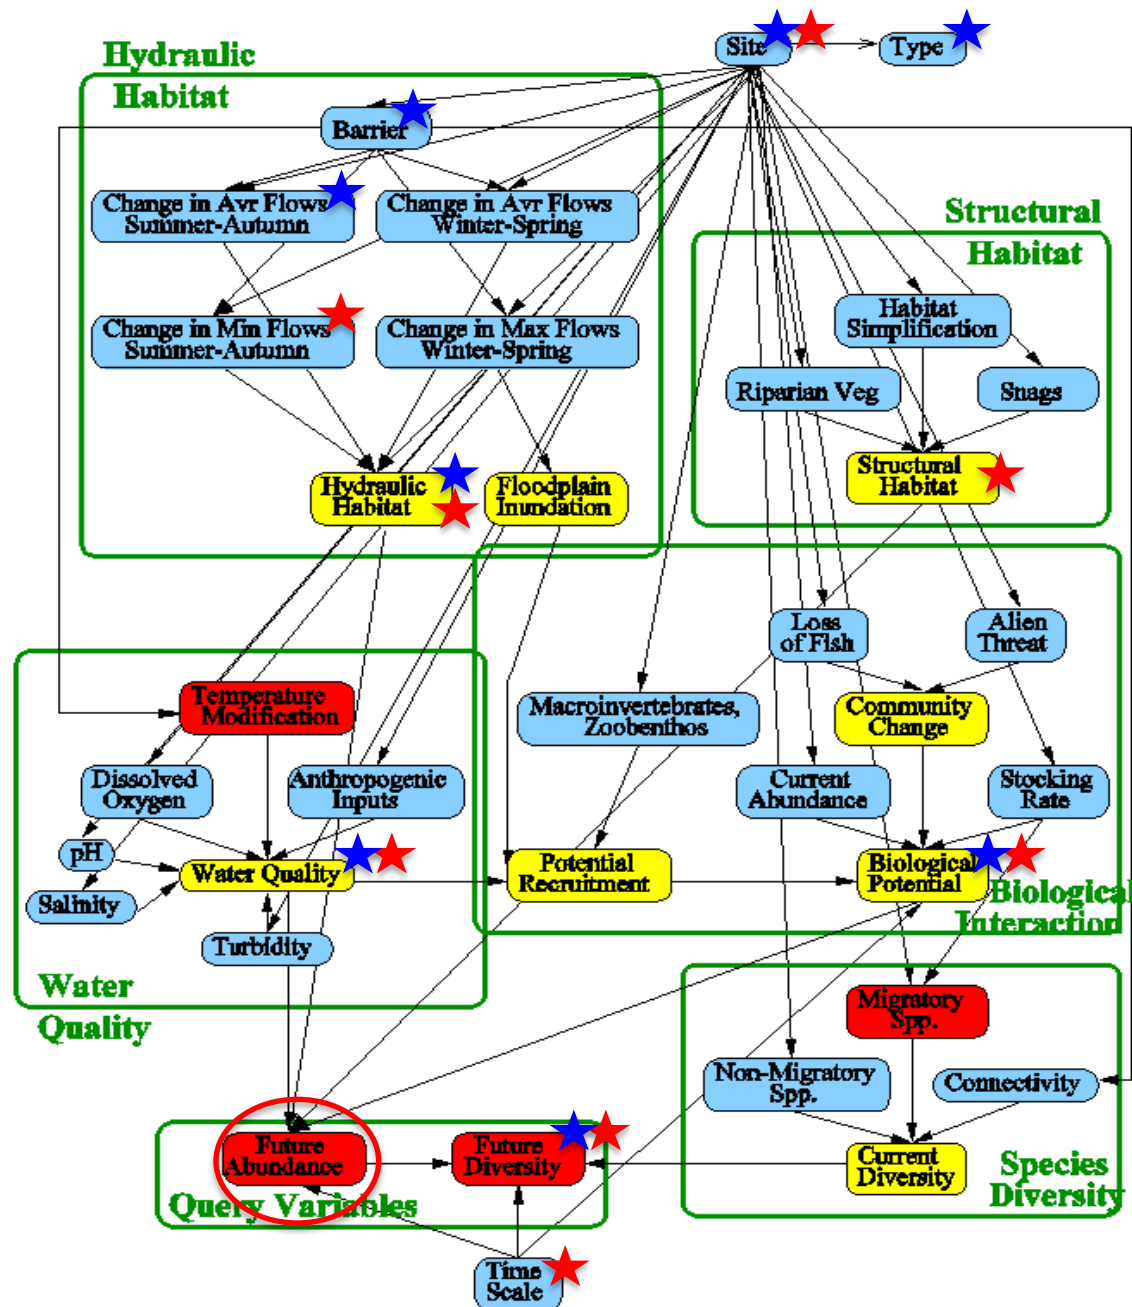 Site
Type
Hydraulic
Habitat
Barrier
Change in Avr Flows
Summer-Autumn
Change in Avr Flows
Winter-Spring
Structural
Habitat
Change in Min Flows
Summer-Autumn
Change in Max Flows
Winter-Spring
Habitat
Simplification
Riparian Veg
Snags
Hydraulic
Habitat
Floodplain
Inundation
Structural
Habitat
Loss
of Fish
Alien
Threat
Temperature
Modification
Macroinvertebrates,
Zoobenthos
Community
Change
Dissolved
Oxygen
Anthropogenic
Inputs
Current
Abundance
Stocking
Rate
pH
Water Quality
Potential
Recruitment
Biological
Potential
Biological
Interaction
Salinity
Turbidity
Water
Quality
Migratory
Spp.
Non-Migratory
Spp.
Connectivity
Future
Abundance
Future
Diversity
Current
Diversity
Species
Diversity
Query Variables
Time
Scale